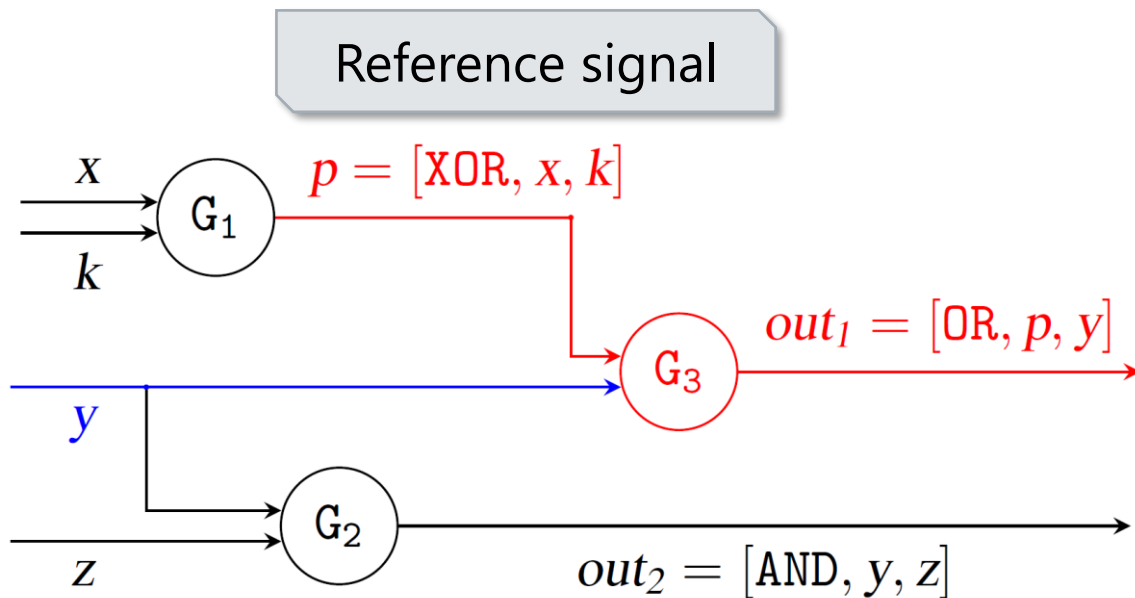 Reference signal
x
p = [XOR, x, k]
G₁
k
out₁ = [OR, p, y]
G₃
y
G₂
z
out₂ = [AND, y, z]